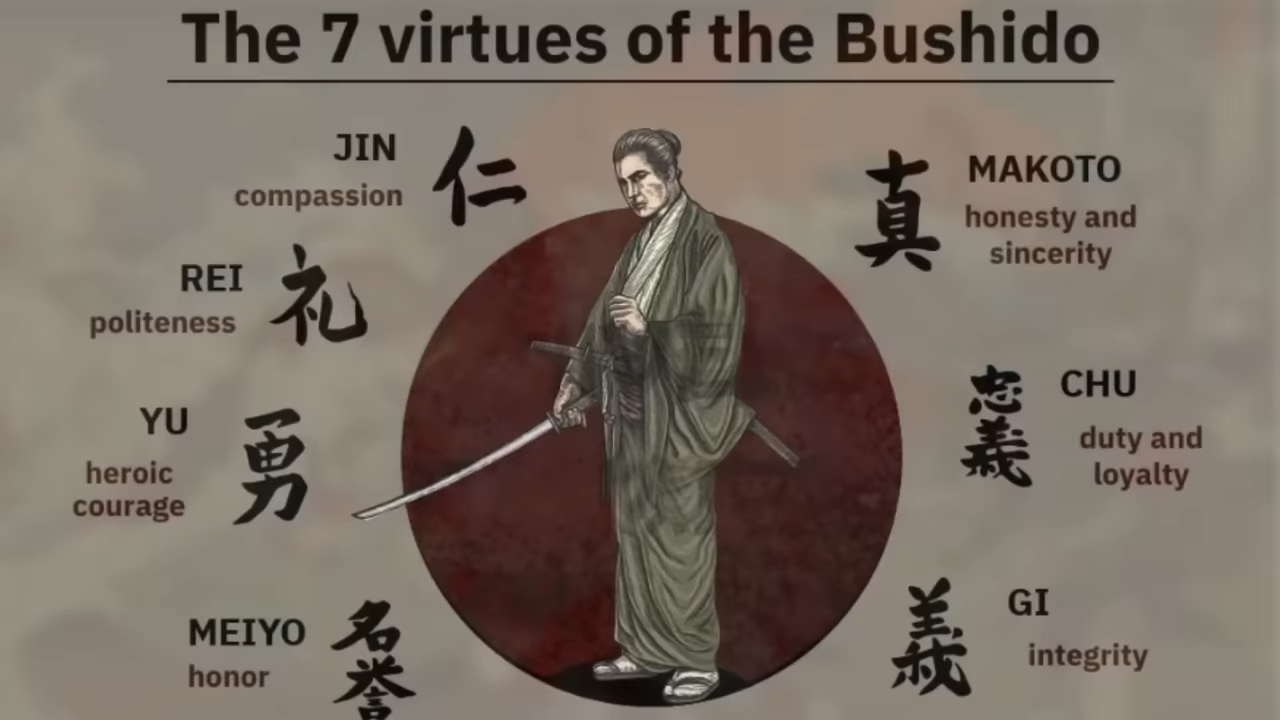 The 7 virtues of the Bushido
JIN
compassion
仁
REI
politeness
礼
YU
heroic
courage
勇
MEIYO
honor
名
誉
真
MAKOTO
honesty and
sincerity
忠
義
CHU
duty and
loyalty
義
GI
integrity